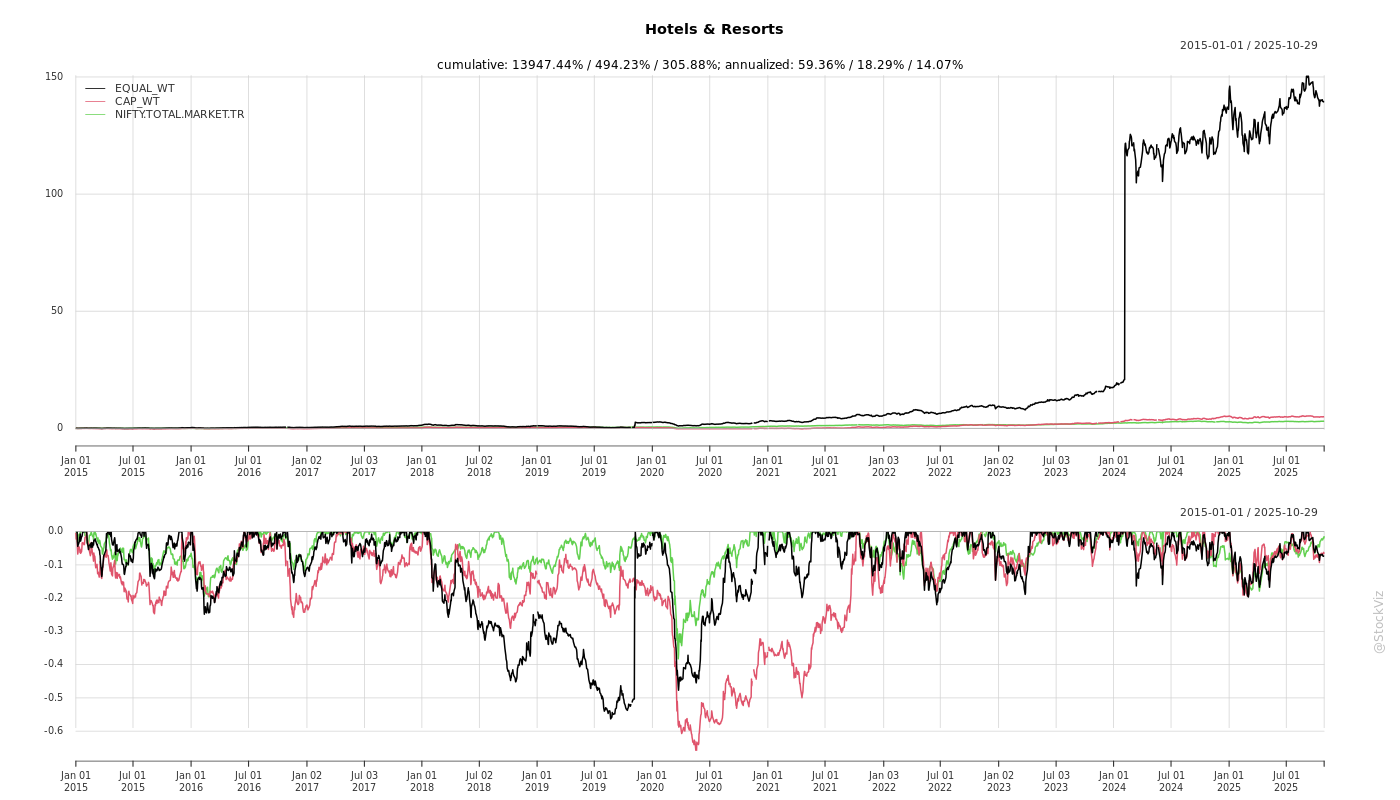 Hotels & Resorts
2015-01-01 / 2025-10-29
cumulative: 13947.44% / 494.23% / 305.88%; annualized: 59.36% / 18.29% / 14.07%
EQUAL_WT
CAP_WT
NIFTY.TOTAL.MARKET.TR
150
100
50
0
Jan 01 Jul 01 Jan 01 Jul 01 Jan 02 Jul 03 Jan 01 Jul 02 Jan 01 Jul 01 Jan 01 Jul 01 Jan 01 Jul 01 Jan 03 Jul 01 Jan 02 Jul 03 Jan 01 Jul 01 Jan 01 Jul 01
2015 2015 2016 2016 2017 2017 2018 2018 2019 2019 2020 2020 2021 2021 2022 2022 2023 2023 2024 2024 2025 2025
2015-01-01 / 2025-10-29
0.0
-0.1
-0.2
-0.3
-0.4
-0.5
-0.6
Jan 01 Jul 01 Jan 01 Jul 01 Jan 02 Jul 03 Jan 01 Jul 02 Jan 01 Jul 01 Jan 01 Jul 01 Jan 01 Jul 01 Jan 03 Jul 01 Jan 02 Jul 03 Jan 01 Jul 01 Jan 01 Jul 01
2015 2015 2016 2016 2017 2017 2018 2018 2019 2019 2020 2020 2021 2021 2022 2022 2023 2023 2024 2024 2025 2025
@StockViz